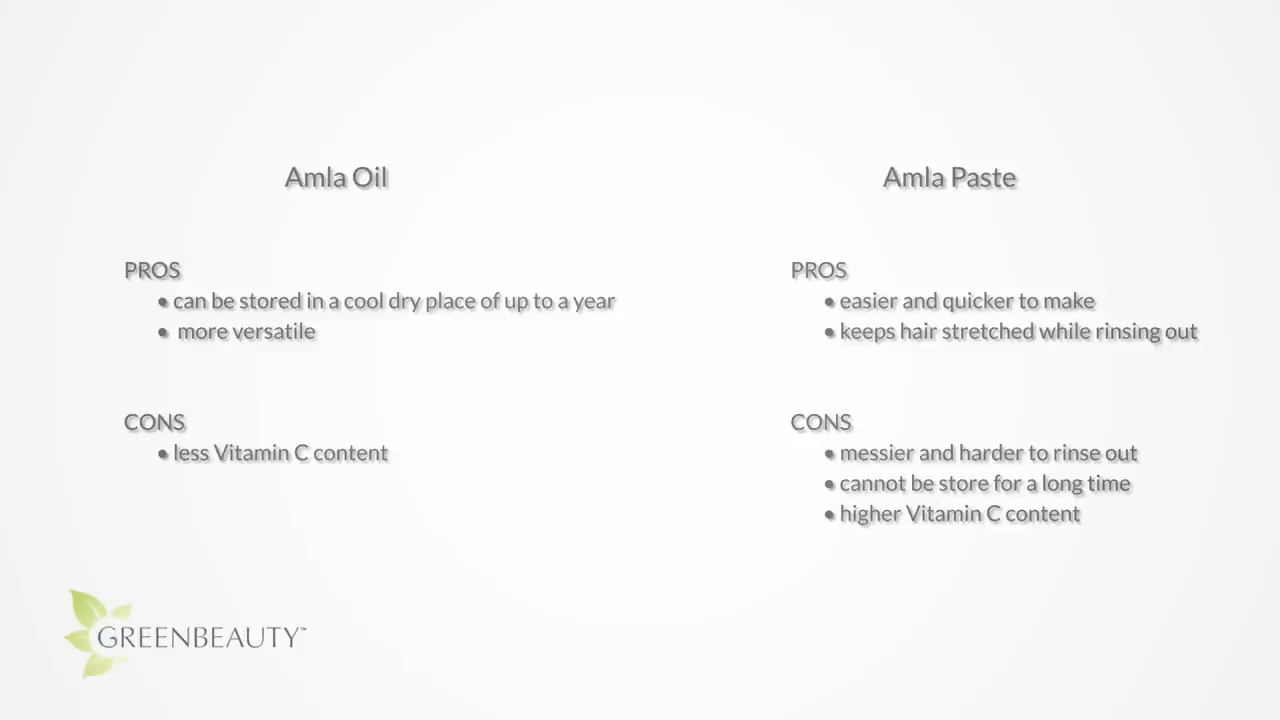 Amla Oil
PROS
• can be stored in a cool dry place of up to a year
• more versatile
CONS
• less Vitamin C content
Amla Paste
PROS
• easier and quicker to make
• keeps hair stretched while rinsing out
CONS
• messier and harder to rinse out
• cannot be store for a long time
• higher Vitamin C content
GREENBEAUTY™